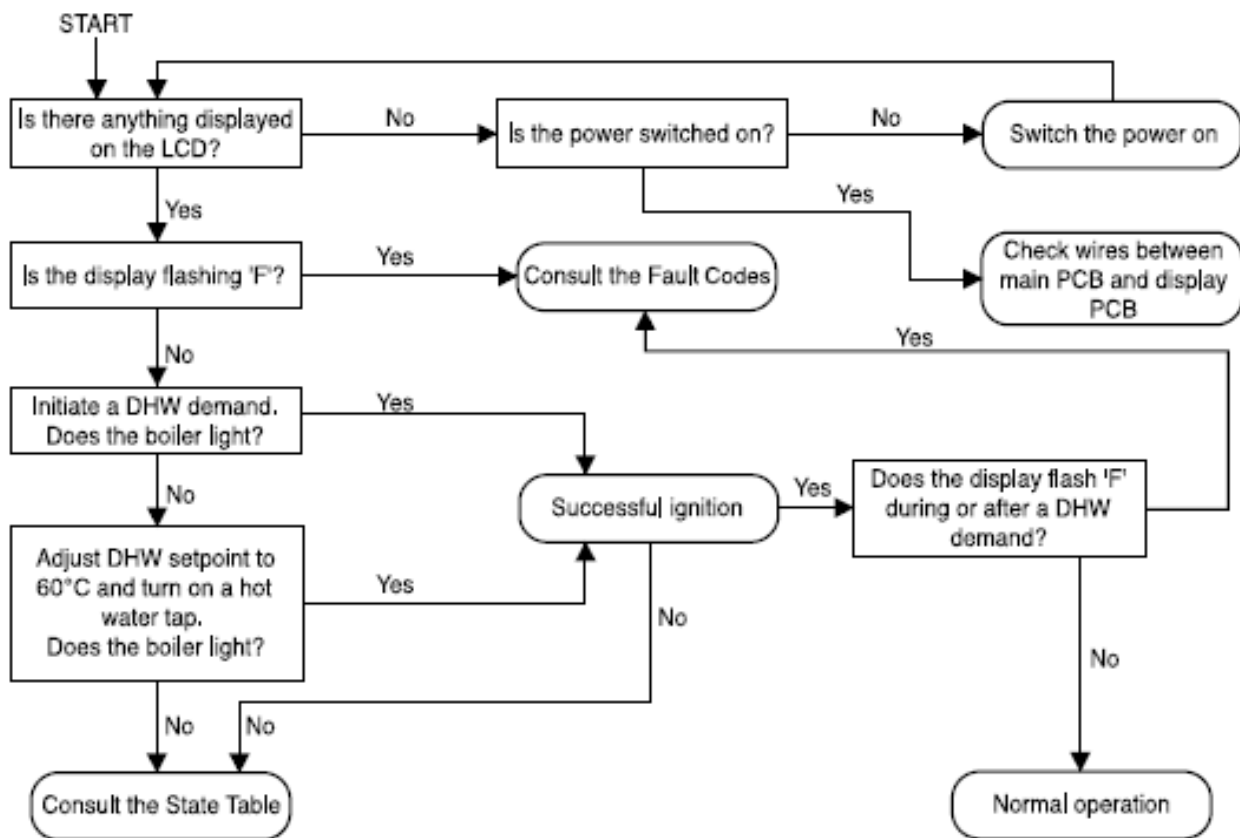 START
Is there anything displayed
on the LCD?
No
Is the power switched on?
No
Switch the power on
Yes
Yes
Check wires between
main PCB and display
PCB
Is the display flashing 'F'?
Yes
Consult the Fault Codes
No
Yes
Initiate a DHW demand.
Does the boiler light?
Yes
No
Successful ignition
Yes
Does the display flash 'F'
during or after a DHW
demand?
Adjust DHW setpoint to
60°C and turn on a hot
water tap.
Does the boiler light?
Yes
No
No
No
No
Consult the State Table
Normal operation